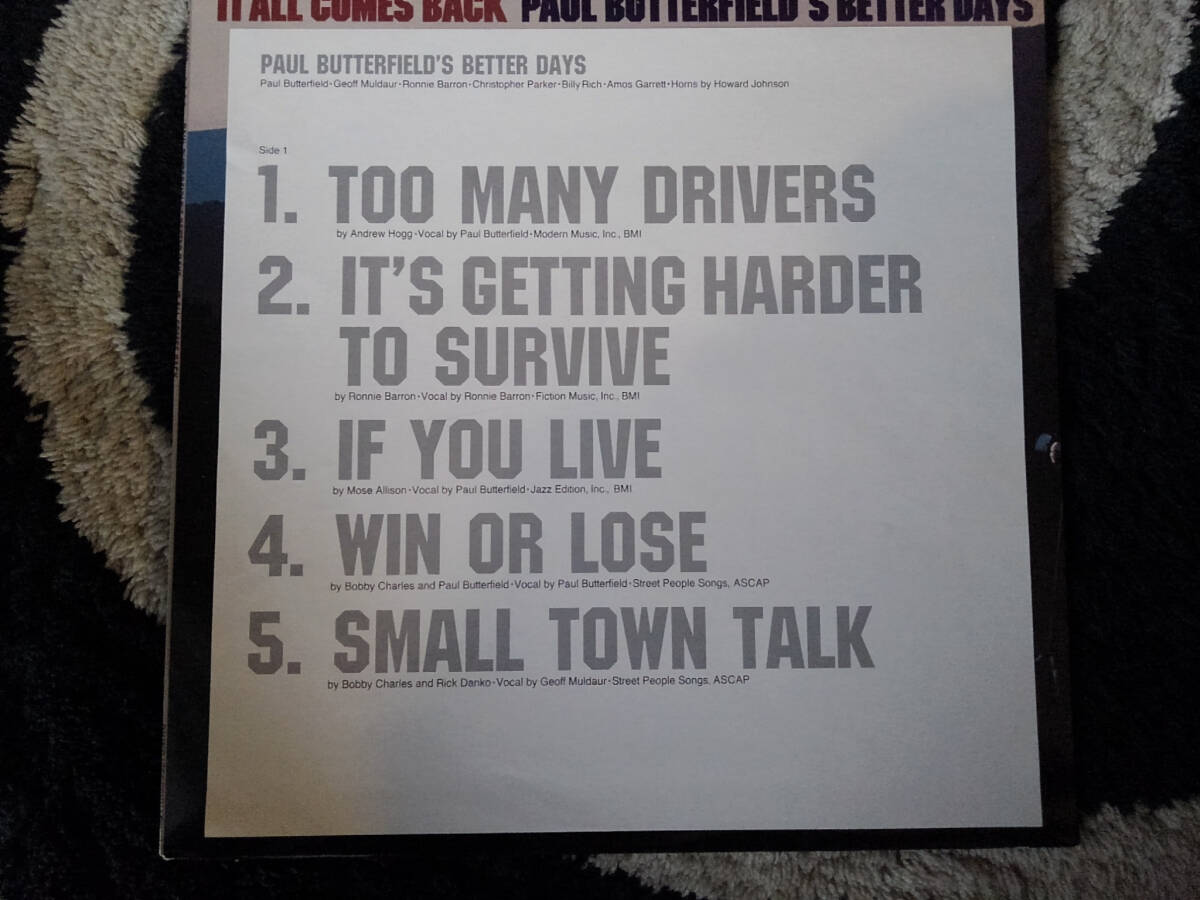 IT ALL COMES BACK PAUL BUTTERFIELD'S BETTER DAYS
PAUL BUTTERFIELD'S BETTER DAYS
Paul Butterfield•Geoff Muldaur•Ronnie Barron•Christopher Parker•Billy Rich•Amos Garrett•Horns by Howard Johnson
Side 1
1. TOO MANY DRIVERS
by Andrew Hogg•Vocal by Paul Butterfield•Modern Music, Inc., BMI
2. IT'S GETTING HARDER
TO SURVIVE
by Ronnie Barron•Vocal by Ronnie Barron•Fiction Music, Inc., BMI
3. IF YOU LIVE
by Mose Allison•Vocal by Paul Butterfield•Jazz Edition, Inc., BMI
4. WIN OR LOSE
by Bobby Charles and Paul Butterfield•Vocal by Paul Butterfield•Street People Songs, ASCAP
5. SMALL TOWN TALK
by Bobby Charles and Rick Danko•Vocal by Geoff Muldaur•Street People Songs, ASCAP